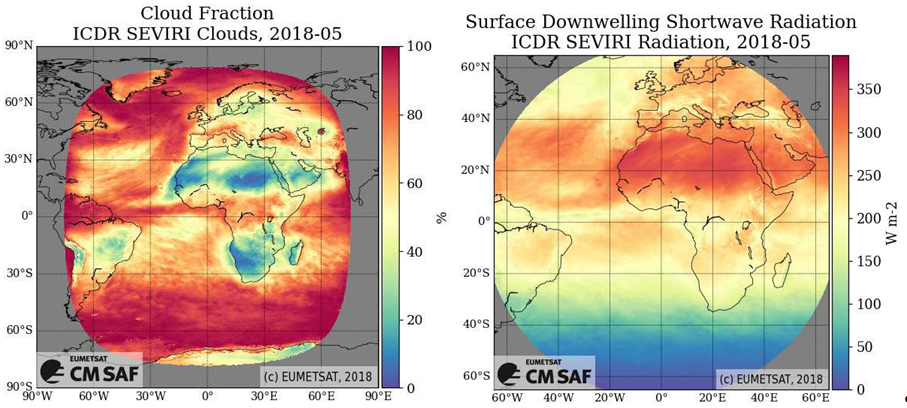 Cloud Fraction
ICDR SEVIRI Clouds, 2018-05
90°N
60°N
30°N
0°
30°S
60°S
90°S
90°W
60°W
30°W
0°
30°E
60°E
90°E
100
80
60
40
20
0
%
EUMETSAT
CM SAF
(c) EUMETSAT, 2018
Surface Downwelling Shortwave Radiation
ICDR SEVIRI Radiation, 2018-05
60°N
40°N
20°N
0°
20°S
40°S
60°S
60°W
40°W
20°W
0°
20°E
40°E
60°E
350
300
250
200
150
100
50
0
W m-2
EUMETSAT
CM SAF
(c) EUMETSAT, 2018